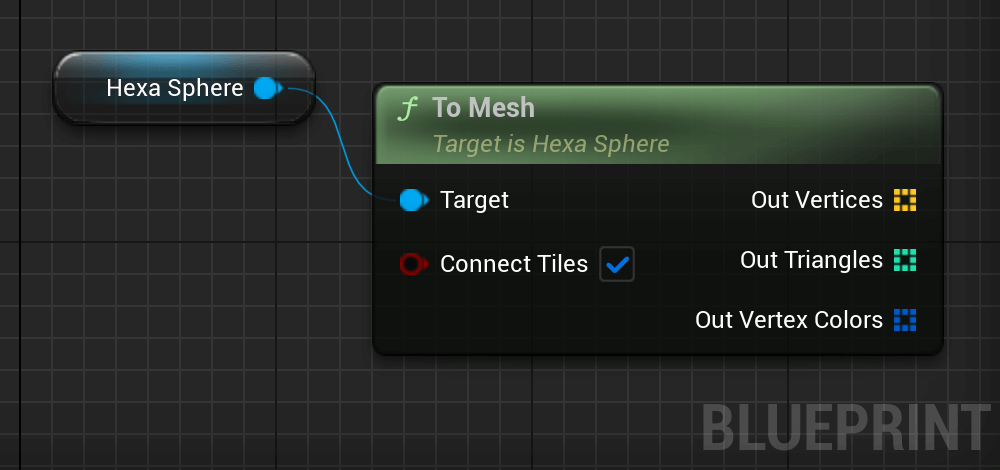 Hexa Sphere
f To Mesh
Target is Hexa Sphere
Target
Out Vertices
Connect Tiles
Out Triangles
Out Vertex Colors
BLUEPRINT